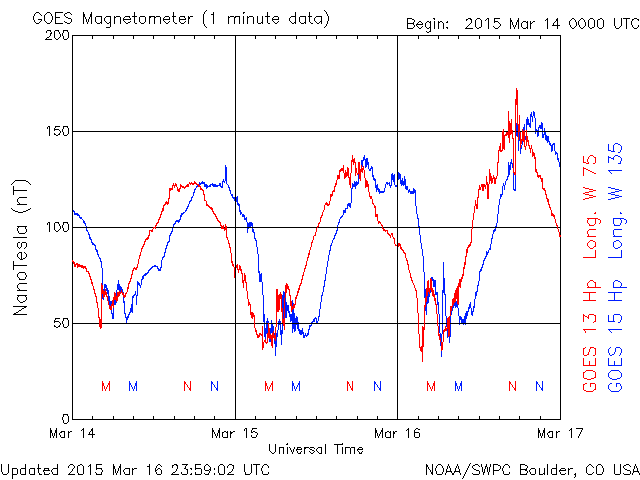 GOES Magnetometer (1 minute data)
Begin: 2015 Mar 14 0000 UTC
200
150
100
50
0
NanoTesla (nT)
M M N N M M N N M M N N
Mar 14 Mar 15 Mar 16 Mar 17
Universal Time
GOES 13 Hp Long. W 75
GOES 15 Hp Long. W 135
Updated 2015 Mar 16 23:59:02 UTC
NOAA/SWPC Boulder, CO USA